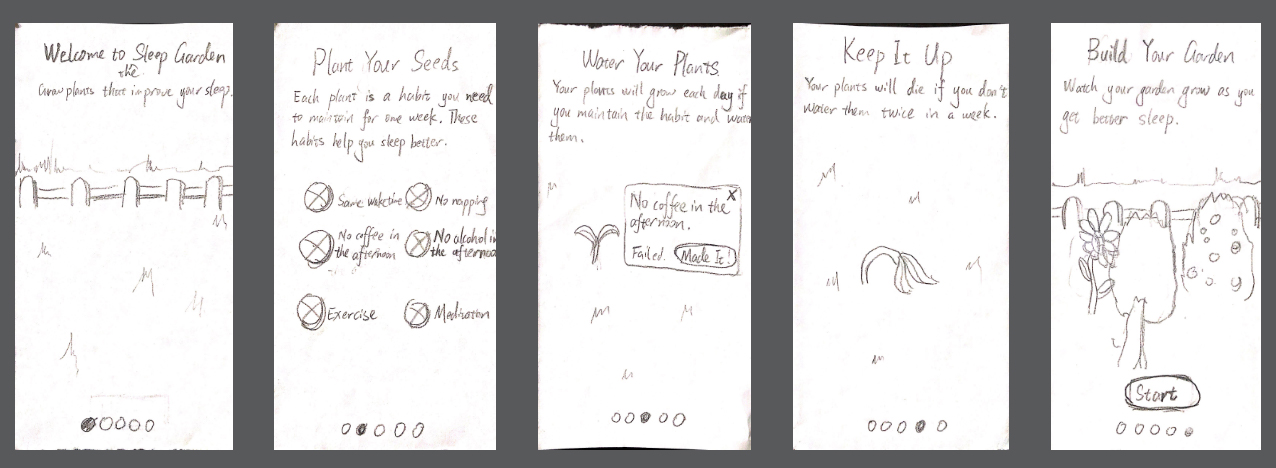 Welcome to Sleep Garden
the
Grow plants that improve your sleep.
Plant Your Seeds
Each plant is a habit you need
to maintain for one week. These
habits help you sleep better.
Same waketime
No napping
No coffee in
the afternoon
No alcohol in
the afternoon
Exercise
Meditation
Water Your Plants
Your plants will grow each day if
you maintain the habit and water
them.
X
No coffee in the
afternoon.
Failed.
Made It!
Keep It Up
Your plants will die if you don't
water them twice in a week.
Build Your Garden
Watch your garden grow as you
get better sleep.
Start